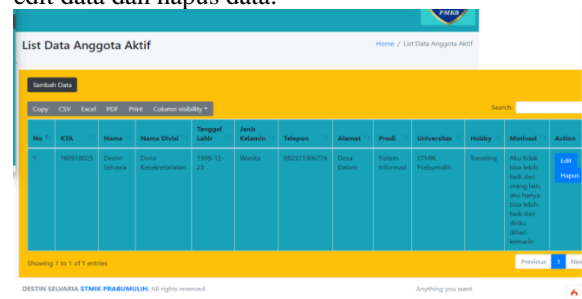 edit data dan hapus data.
PMKB
List Data Anggota Aktif
Home / List Data Anggota Aktif
Tambah Data
Copy CSV Excel PDF Print Column visibility
Search:
No KTA Nama Nama Divisi Tanggal Lahir Jenis Kelamin Telepon Alamat Prodi Universitas Hobby Motivasi Action
1 160918025 Destin Selvaria Divisi Kesekretariatan 1999-12-23 Wanita 082371906774 Desa Dalam Sistem Informasi STMIK Prabumulih Traveling Aku tidak bisa lebih baik dari orang lain, aku hanya bisa lebih baik dari diriku dihari kemarin Edit Hapus
Showing 1 to 1 of 1 entries
Previous 1 Nex
DESTIN SELVARIA STMIK PRABUMULIH. All rights reserved.
Anything you want